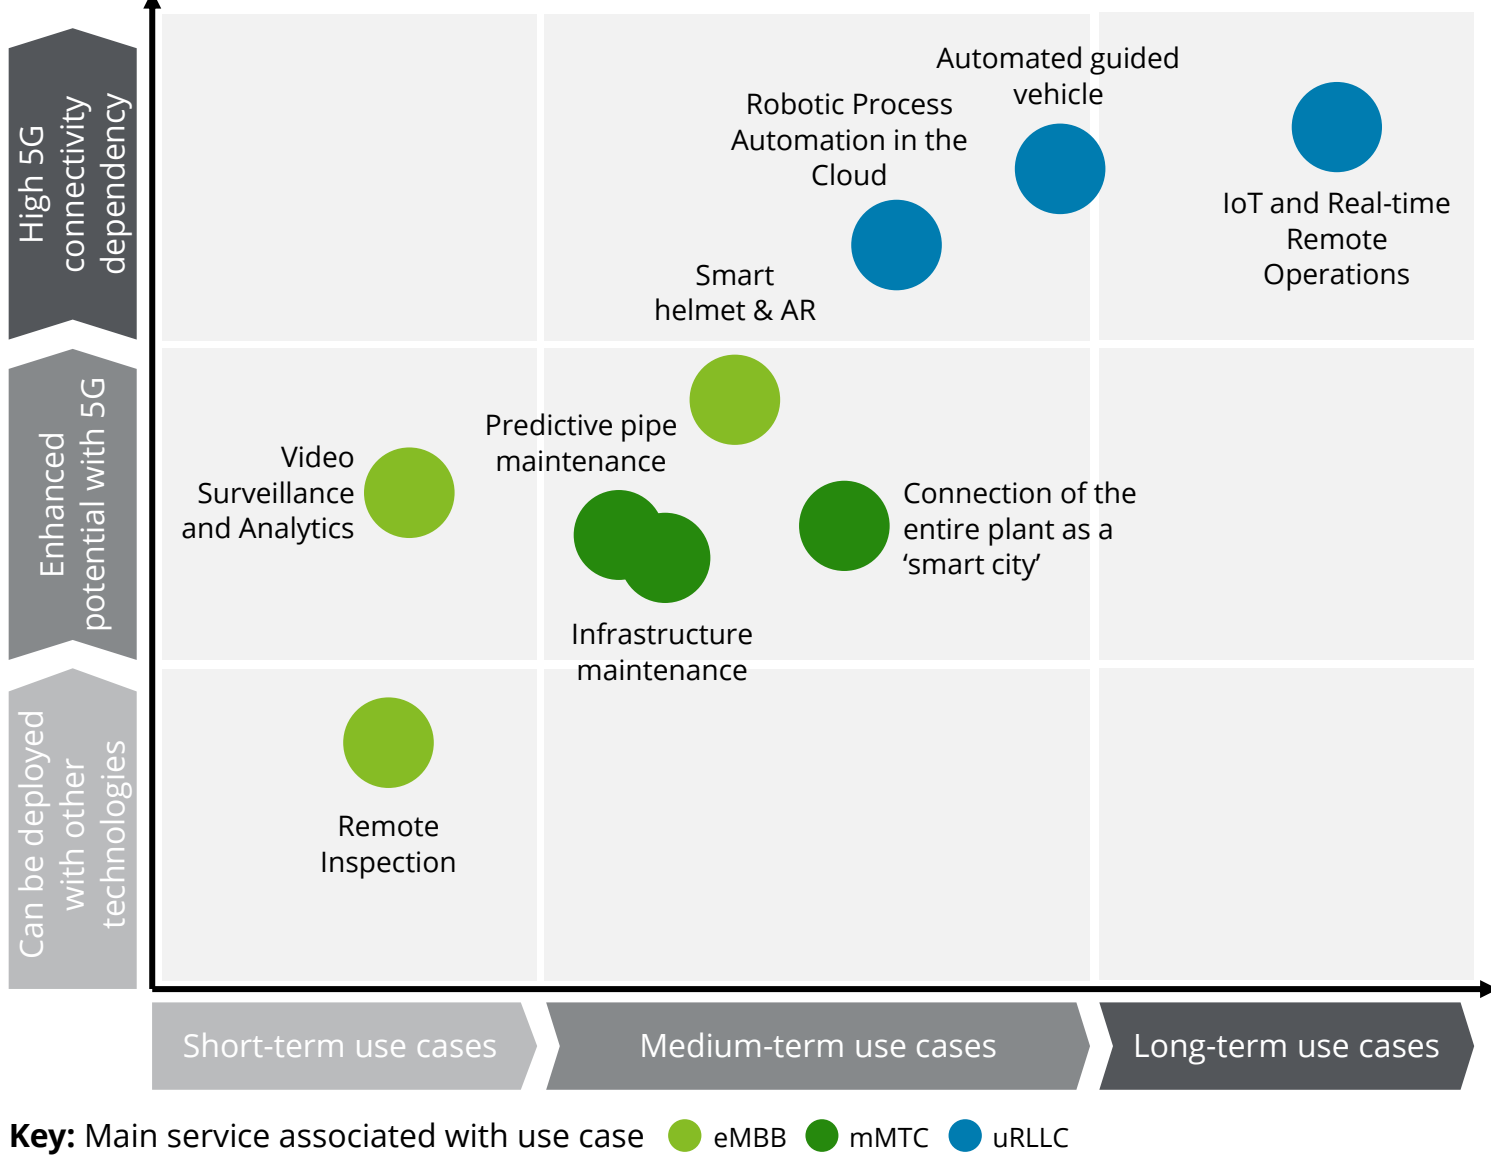 High 5G
connectivity
dependency
Enhanced
potential with 5G
Can be deployed
with other
technologies
Automated guided
vehicle
Robotic Process
Automation in the
Cloud
IoT and Real-time
Remote
Operations
Smart
helmet & AR
Predictive pipe
maintenance
Video
Surveillance
and Analytics
Connection of the
entire plant as a
‘smart city’
Infrastructure
maintenance
Remote
Inspection
Short-term use cases
Medium-term use cases
Long-term use cases
Key: Main service associated with use case eMBB mMTC uRLLC